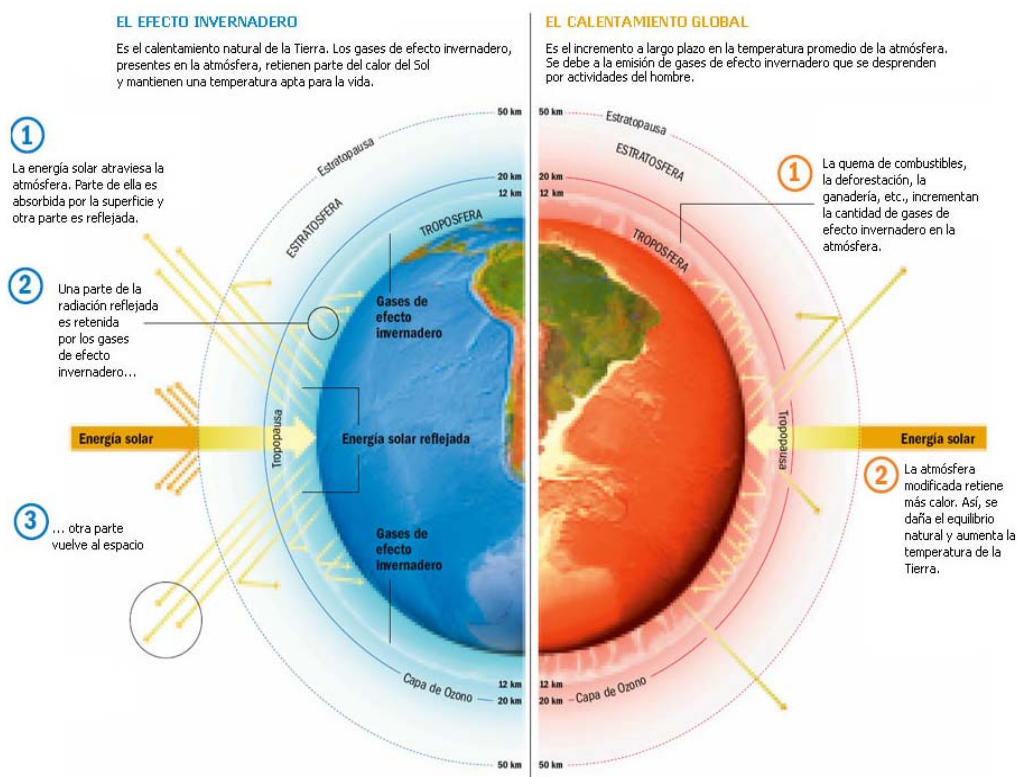 EL EFECTO INVERNADERO
Es el calentamiento natural de la Tierra. Los gases de efecto invernadero,
presentes en la atmósfera, retienen parte del calor del Sol
y mantienen una temperatura apta para la vida.
1
La energía solar atraviesa la
atmósfera. Parte de ella es
absorbida por la superficie y
otra parte es reflejada.
2
Una parte de la
radiación reflejada
es retenida
por los gases
de efecto
invernadero...
Energía solar
3
... otra parte
vuelve al espacio
50 km
Estratopausa
20 km
12 km
ESTRATÓSFERA
TROPOSFERA
Gases de
efecto
invernadero
Tropopausa
Energía solar reflejada
Gases de
efecto
invernadero
Capa de Ozono
12 km
20 km
50 km
EL CALENTAMIENTO GLOBAL
Es el incremento a largo plazo en la temperatura promedio de la atmósfera.
Se debe a la emisión de gases de efecto invernadero que se desprenden
por actividades del hombre.
50 km
Estratopausa
ESTRATOSFERA
20 km
12 km
TROPOSFERA
1
La quema de combustibles,
la deforestación, la
ganadería, etc., incrementan
la cantidad de gases de
efecto invernadero en la
atmósfera.
Tropopausa
Energía solar
2
La atmósfera
modificada retiene
más calor. Así, se
daña el equilibrio
natural y aumenta la
temperatura de la
Tierra.
12 km
20 km
Capa de Ozono
50 km